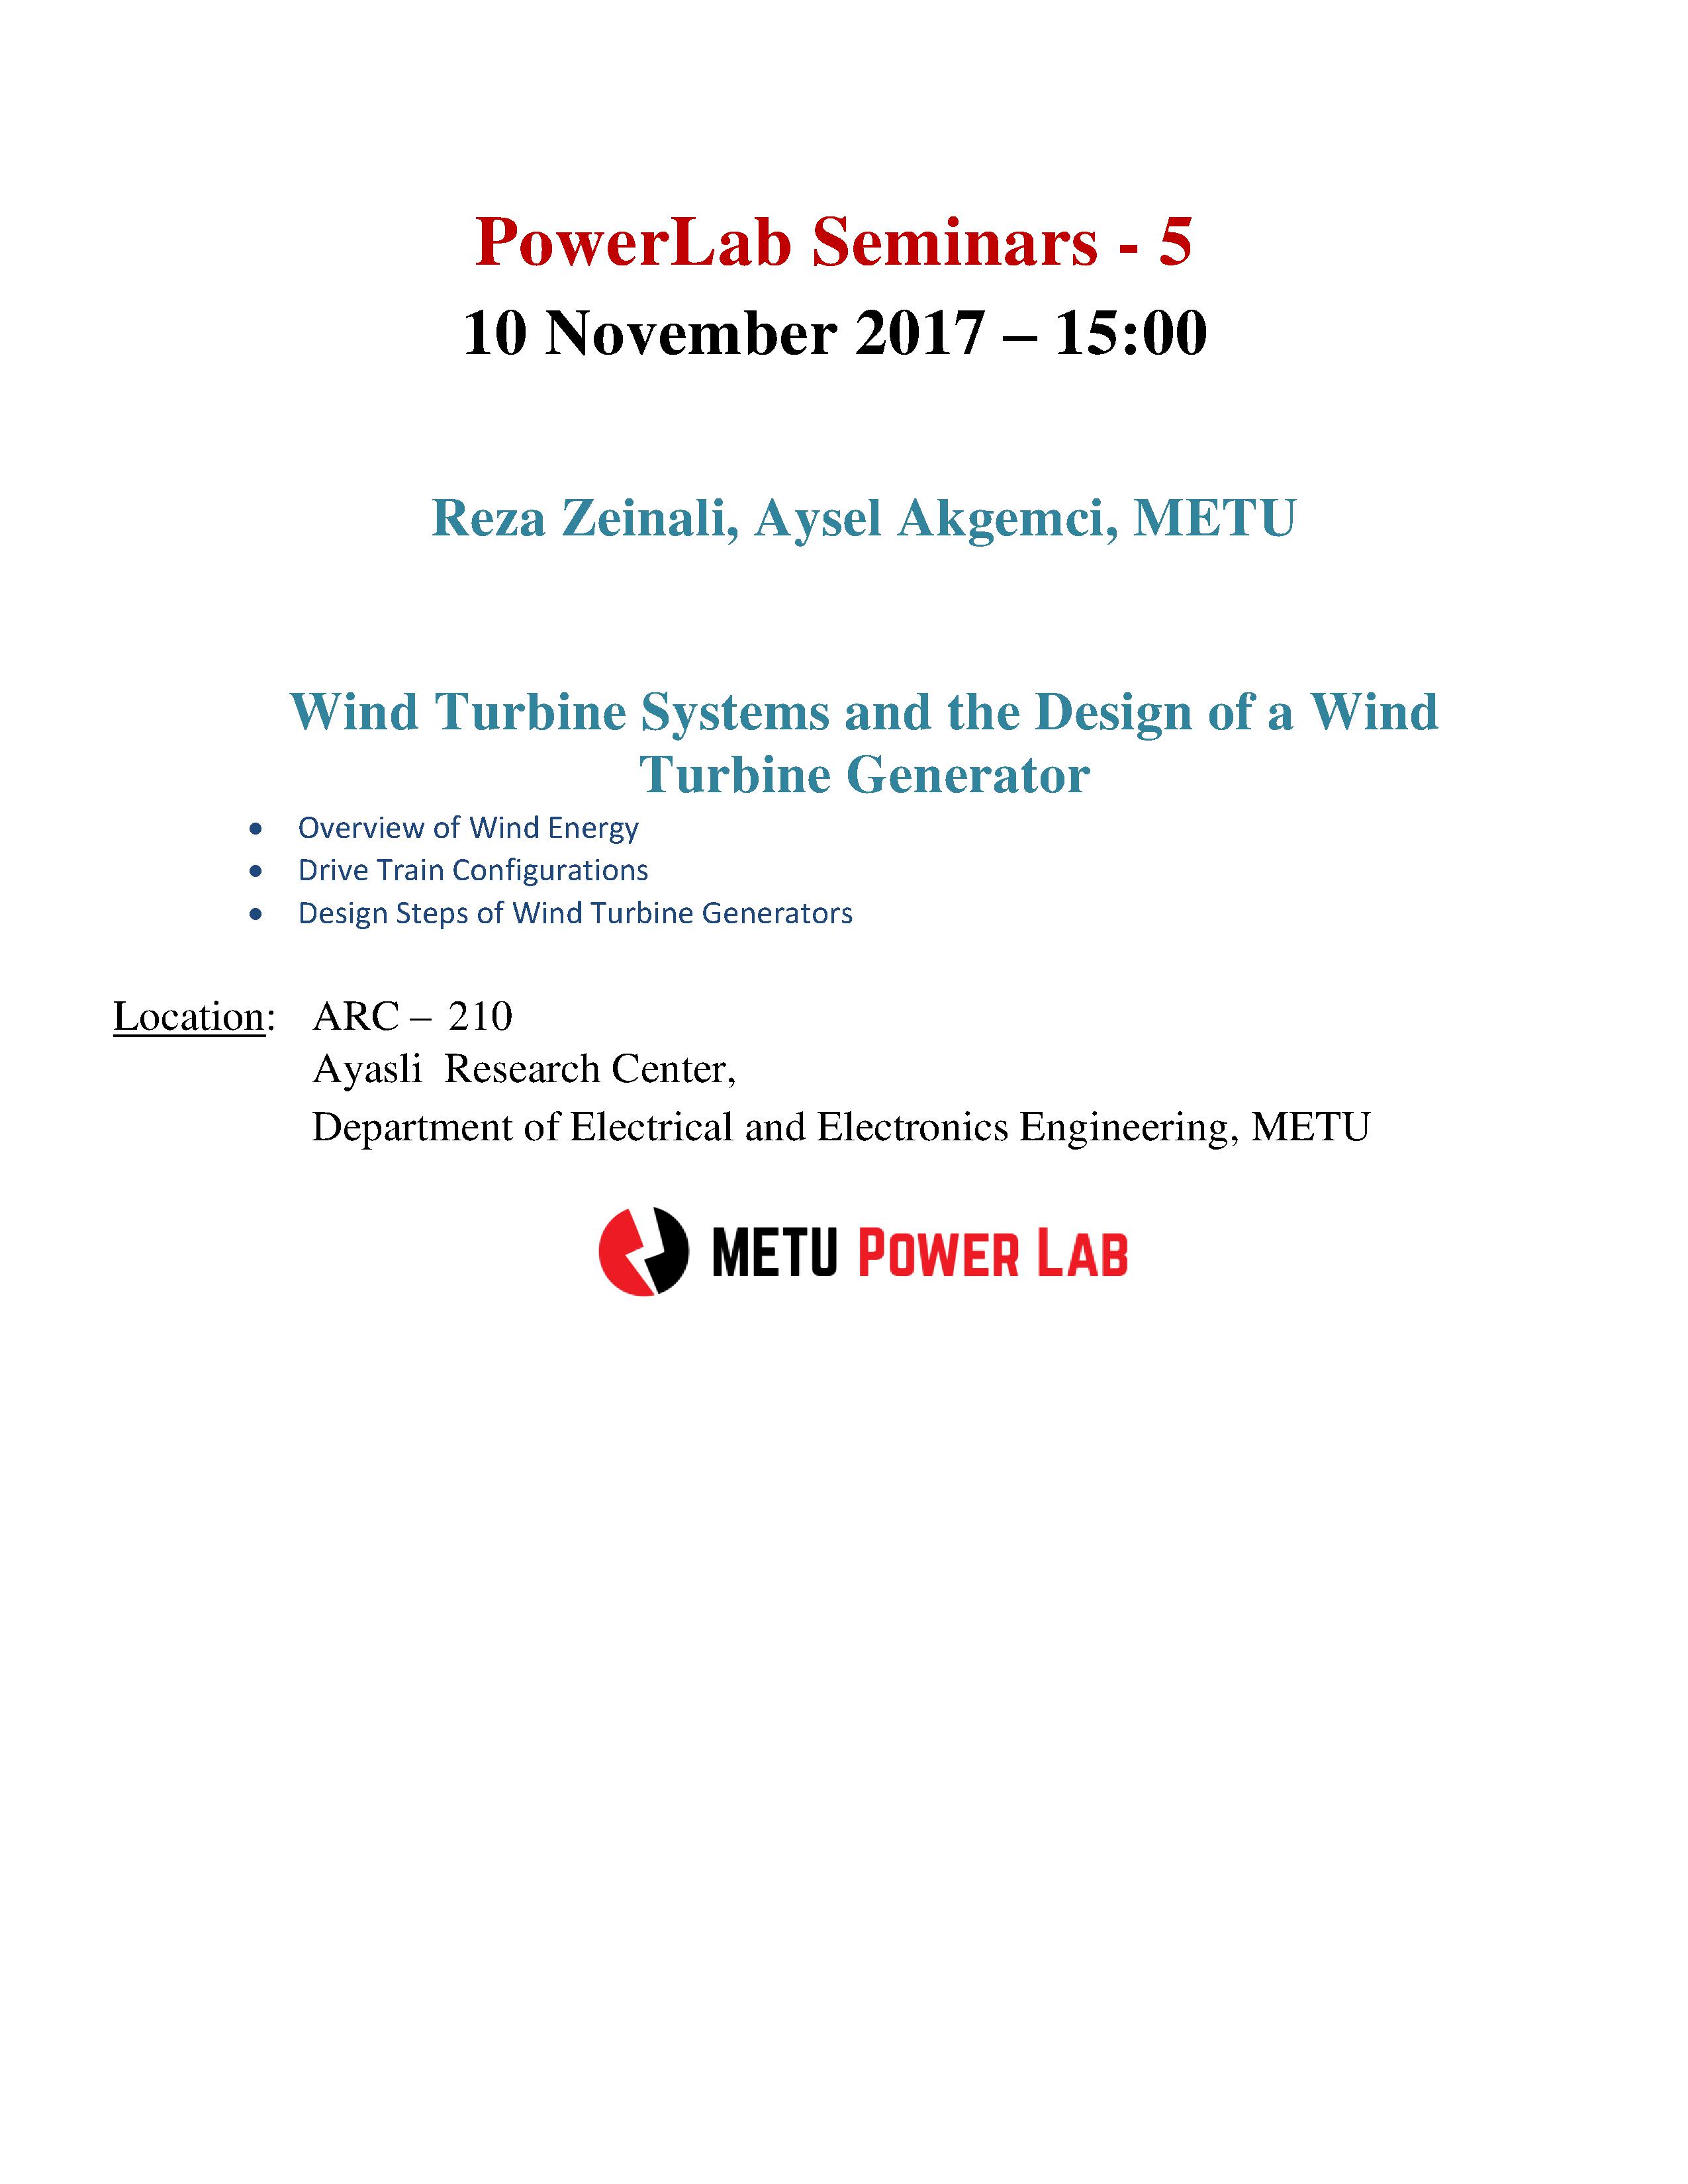 PowerLab Seminars - 5
10 November 2017 – 15:00
Reza Zeinali, Aysel Akgemci, METU
Wind Turbine Systems and the Design of a Wind
Turbine Generator
• Overview of Wind Energy
• Drive Train Configurations
• Design Steps of Wind Turbine Generators
Location: ARC – 210
Ayasli Research Center,
Department of Electrical and Electronics Engineering, METU
METU POWER LAB